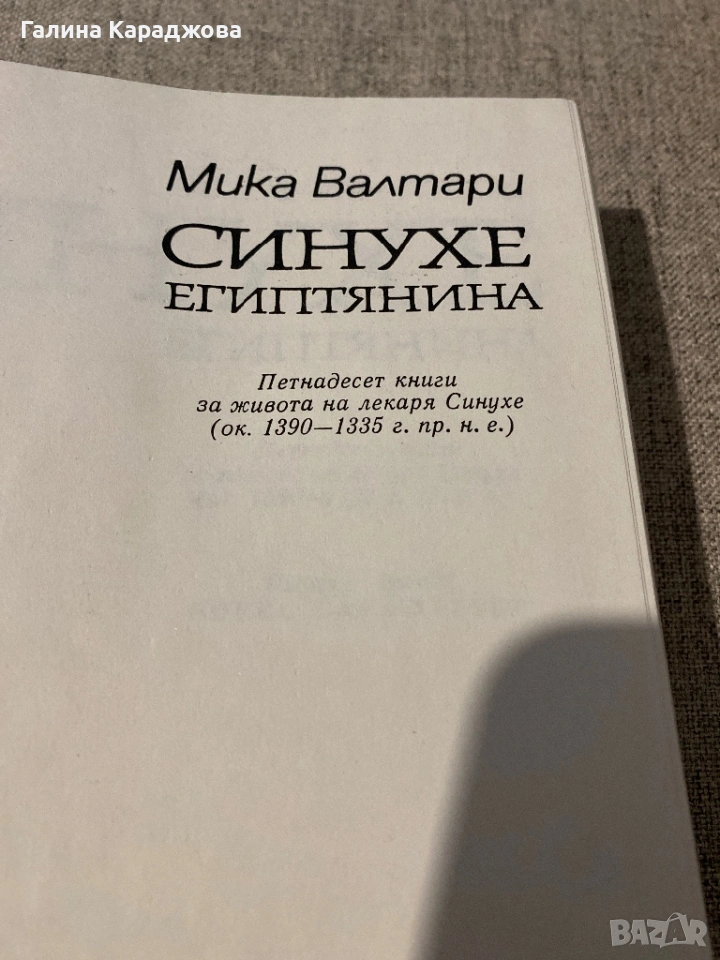 Галина Караджова
Мика Валтари
СИНУХЕ
ЕГИПТЯНИНА
Петнадесет книги
за живота на лекаря Синухе
(ок. 1390—1335 г. пр. н. е.)
BAZAR